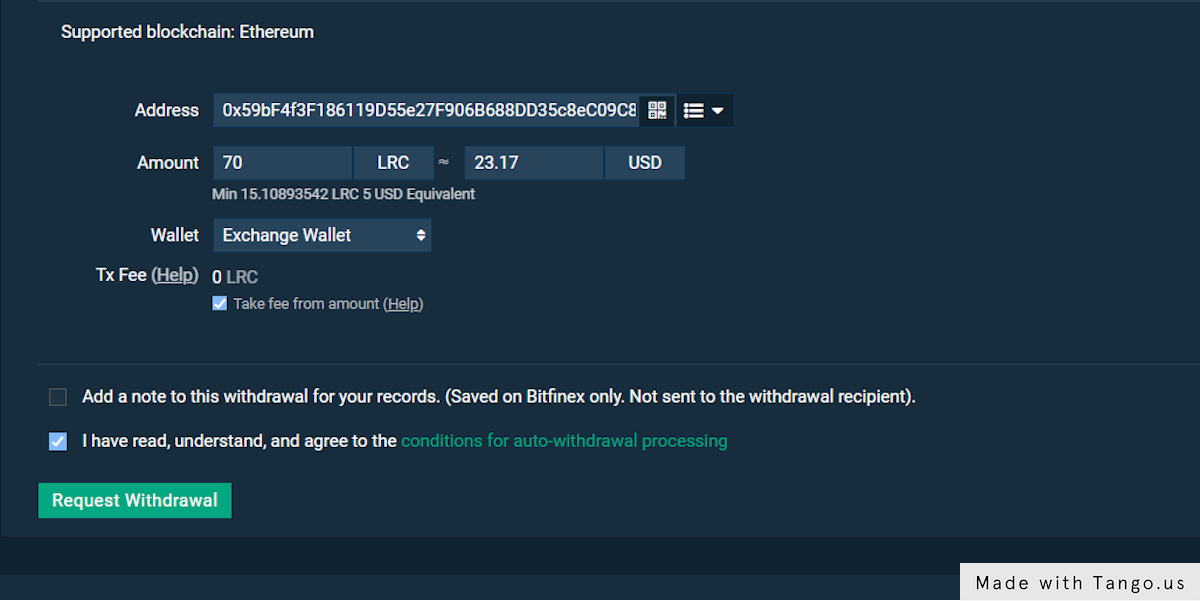 Supported blockchain: Ethereum
Address 0x59bF4f3F186119D55e27F906B688DD35c8eC09C8
Amount 70 LRC ≈ 23.17 USD
Min 15.10893542 LRC 5 USD Equivalent
Wallet Exchange Wallet
Tx Fee (Help) 0 LRC
Take fee from amount (Help)
Add a note to this withdrawal for your records. (Saved on Bitfinex only. Not sent to the withdrawal recipient).
I have read, understand, and agree to the conditions for auto-withdrawal processing
Request Withdrawal
Made with Tango.us